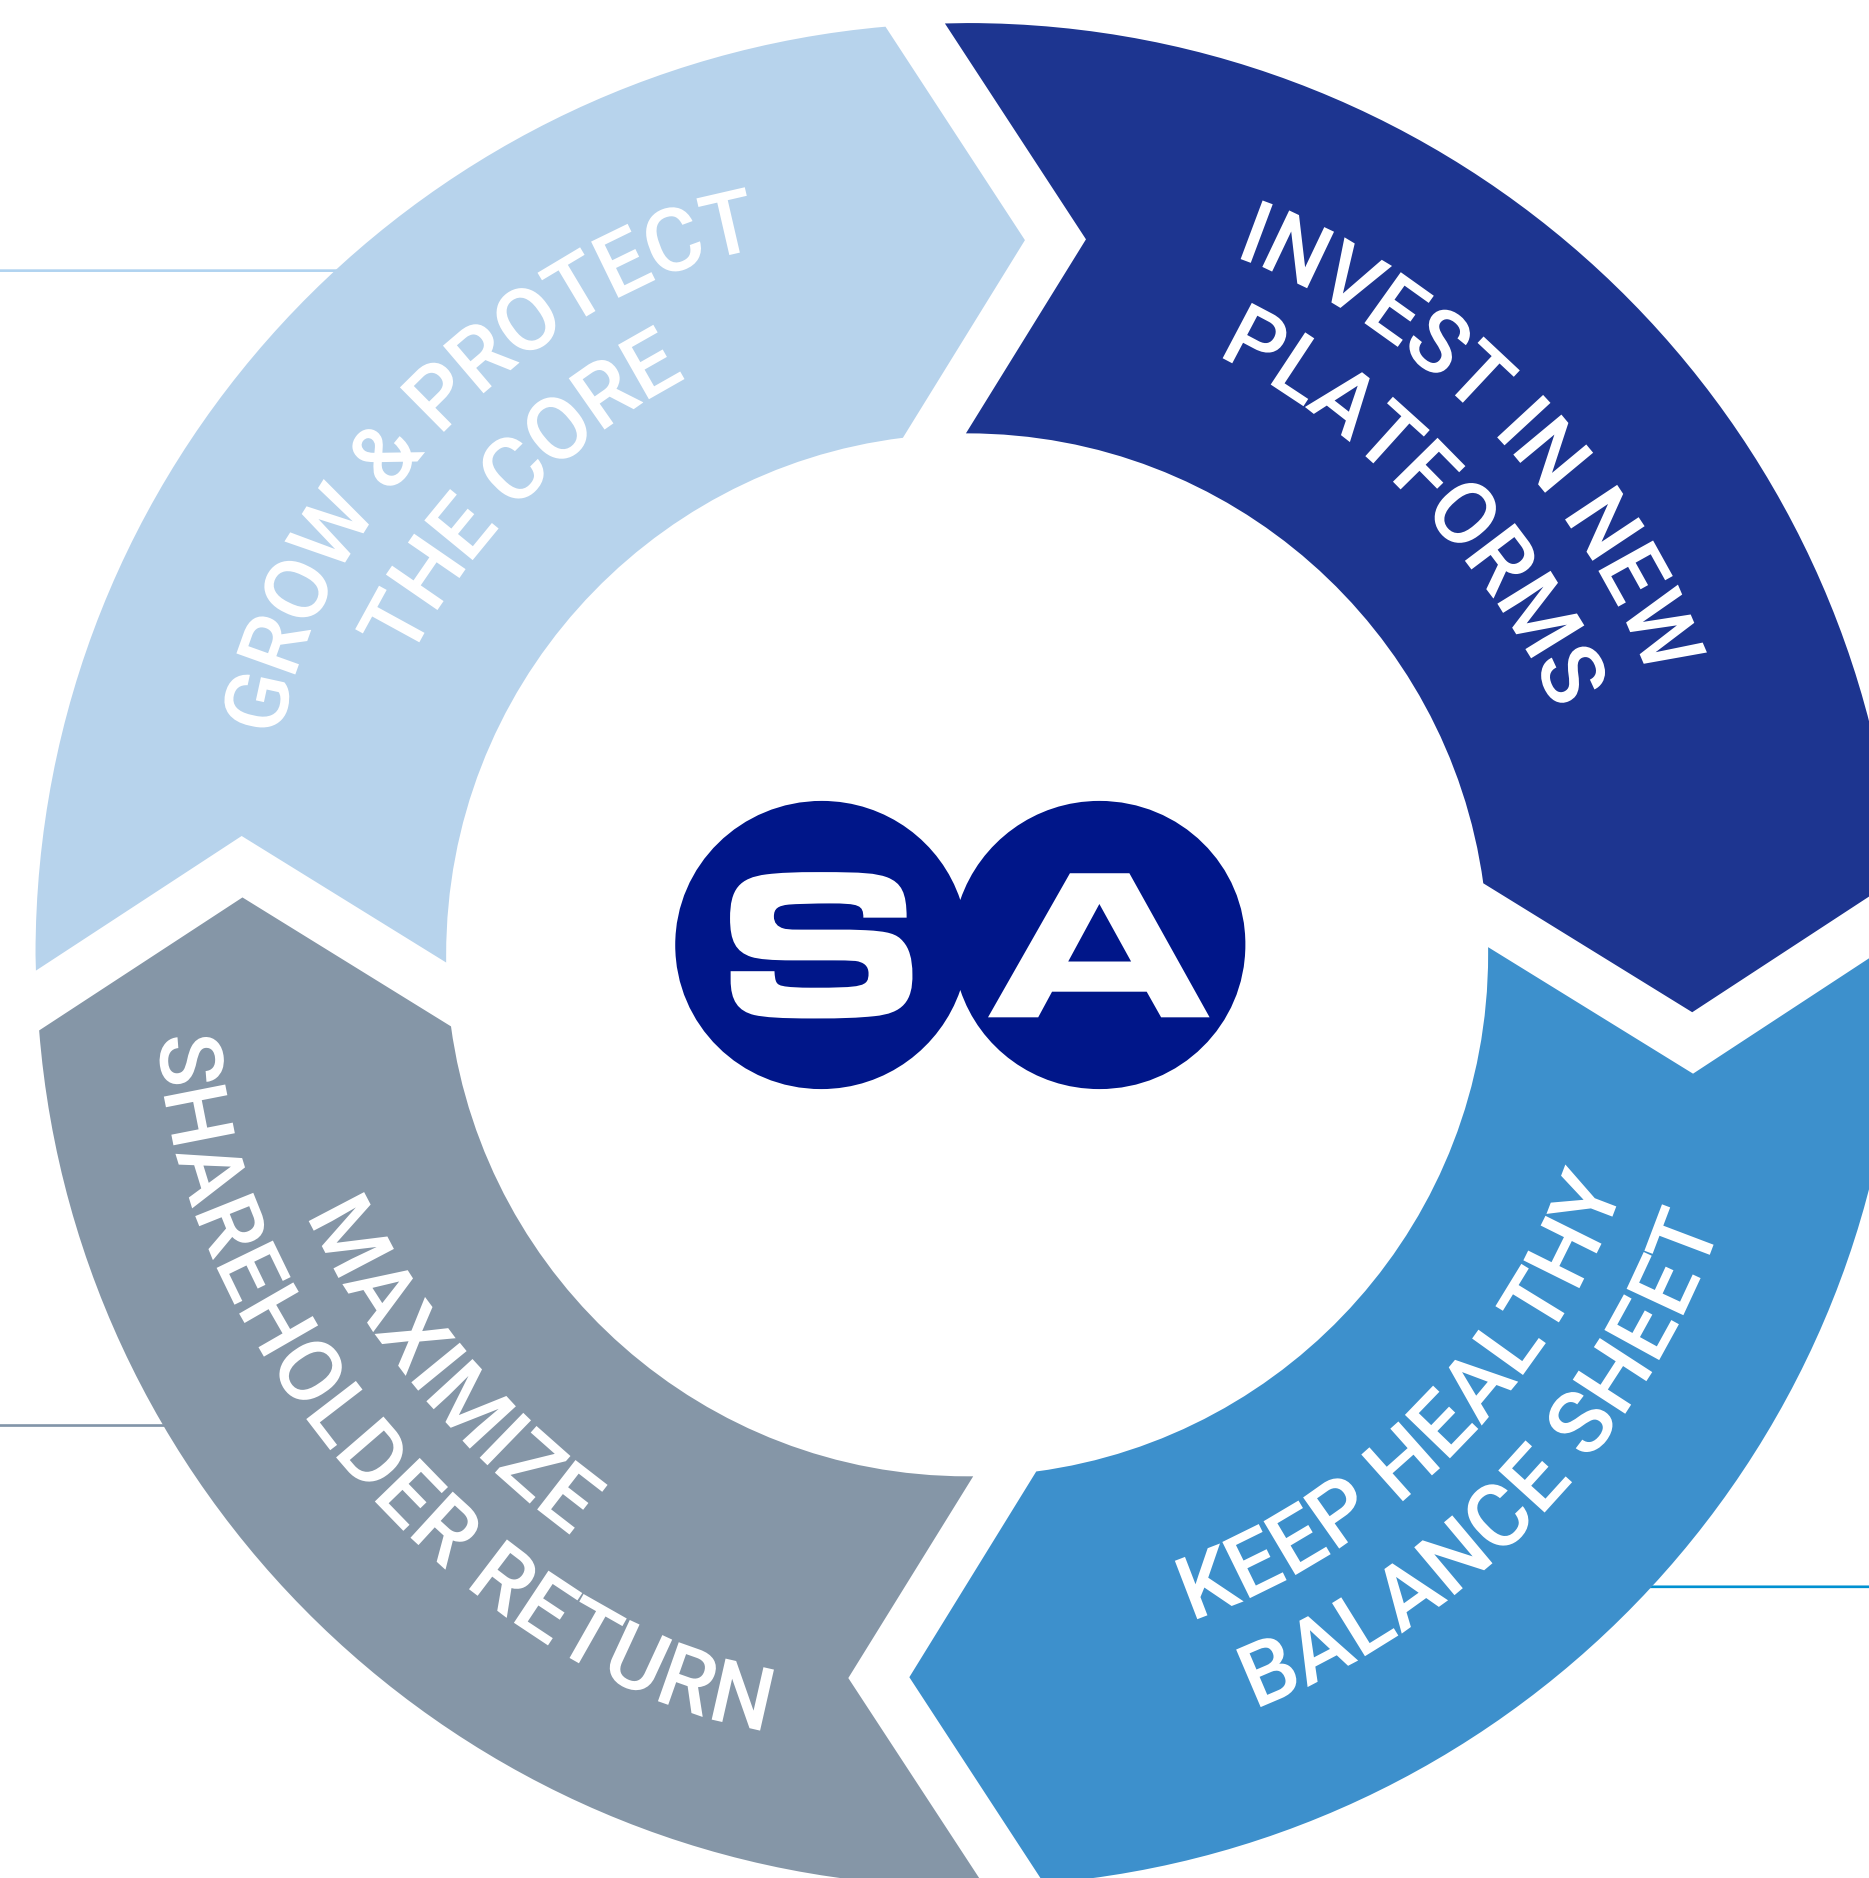 GROW & PROTECT
THE CORE
INVEST IN NEW
PLATFORMS
SA
MAXIMIZE
SHAREHOLDER RETURN
KEEP HEALTHY
BALANCE SHEET